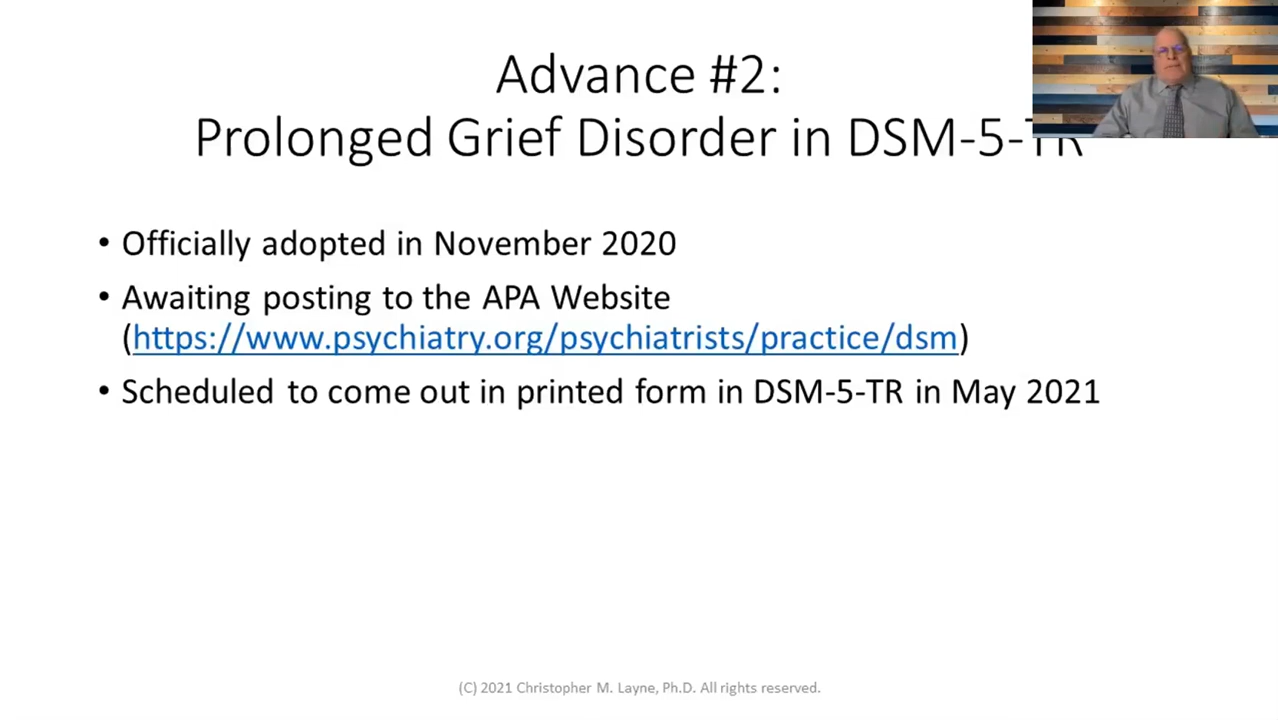 Advance #2:
Prolonged Grief Disorder in DSM-5-TR
• Officially adopted in November 2020
• Awaiting posting to the APA Website
(https://www.psychiatry.org/psychiatrists/practice/dsm)
• Scheduled to come out in printed form in DSM-5-TR in May 2021
(C) 2021 Christopher M. Layne, Ph.D. All rights reserved.